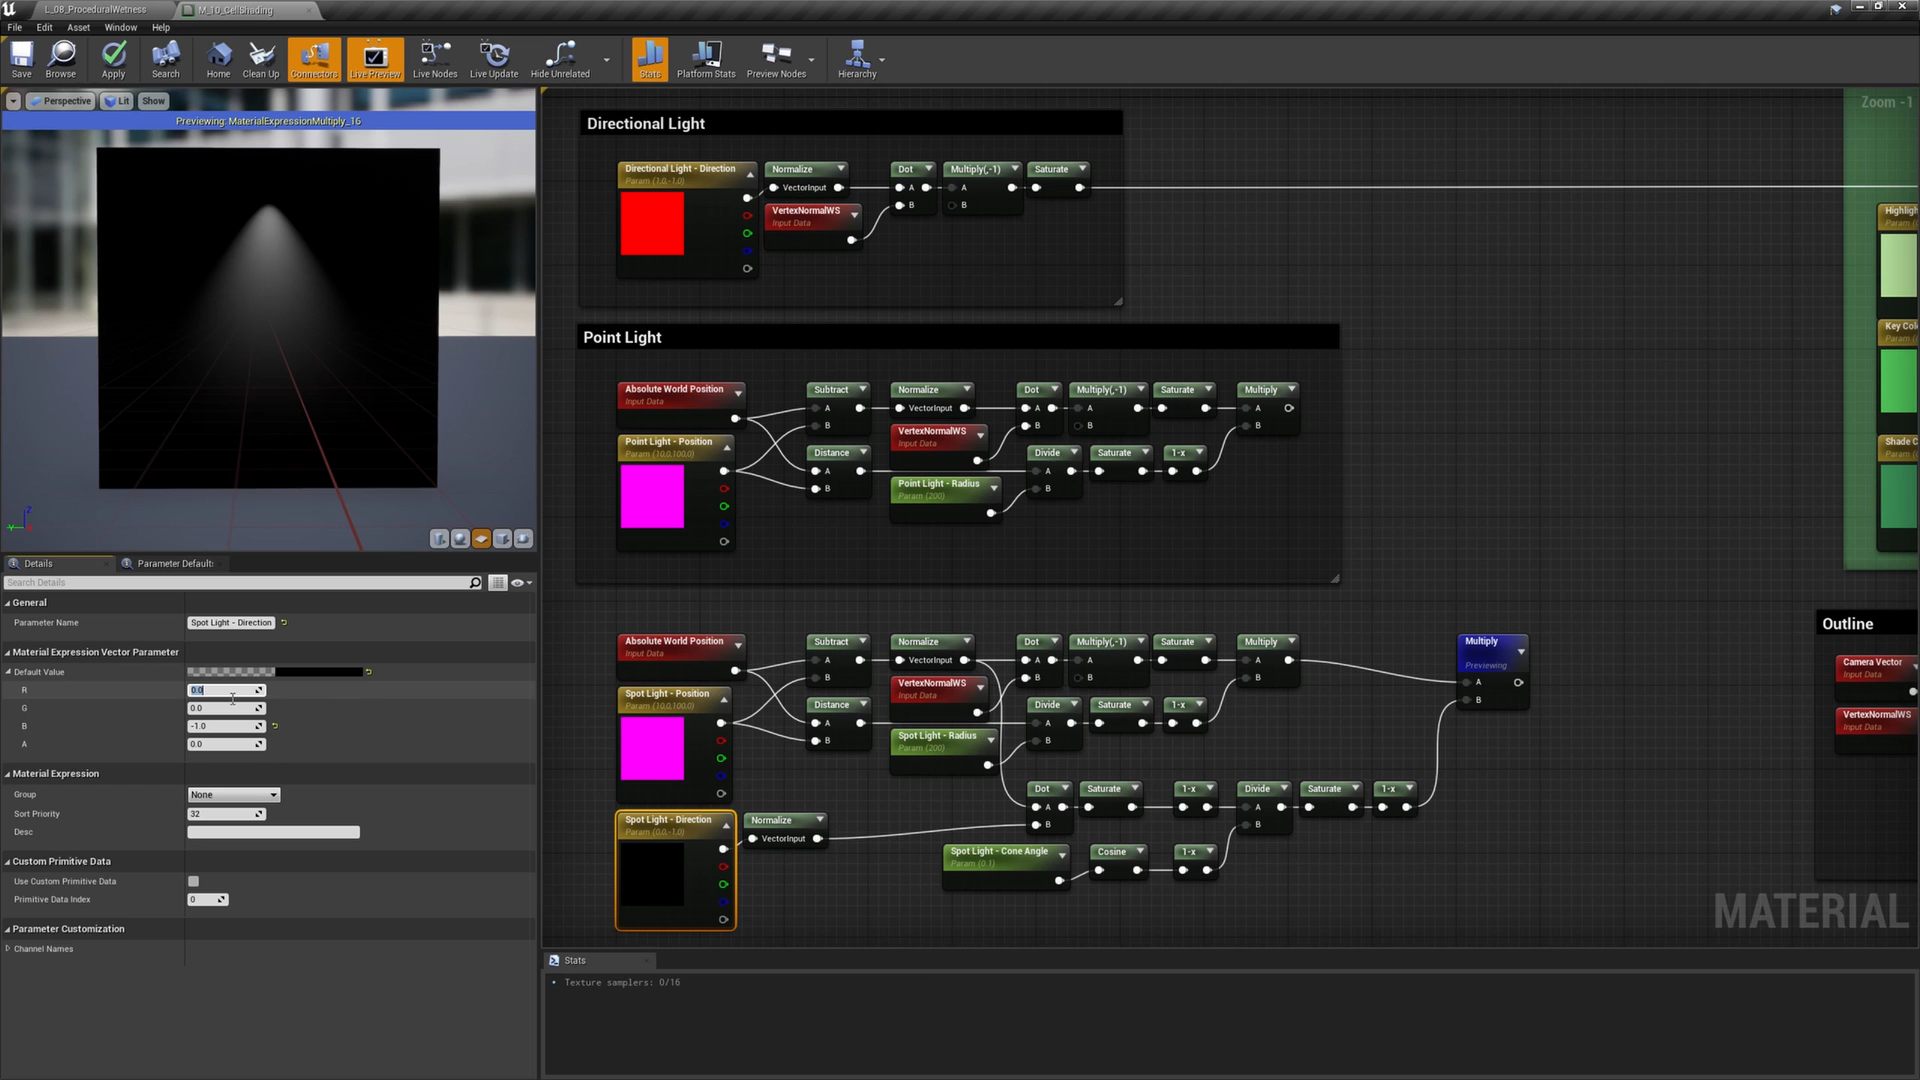 L_08_ProceduralWetness
M_10_CellShading
File Edit Asset Window Help
Save Browse Apply Search Home Clean Up Connectors Live Preview Live Nodes Live Update Hide Unrelated Stats Platform Stats Preview Nodes Hierarchy
Perspective Lit Show
Previewing: MaterialExpressionMultiply_16
Zoom -1
Directional Light
Directional Light - Direction
Param (1,0,-1,0)
Normalize
VectorInput
VertexNormalWS
Input Data
Dot
A
B
Multiply(,-1)
A
B
Saturate
Highligh
Param (
Key Col
Param (
Shade C
Param (
Point Light
Absolute World Position
Input Data
Point Light - Position
Param (10,0,100,0)
Subtract
A
B
Distance
A
B
Normalize
VectorInput
VertexNormalWS
Input Data
Point Light - Radius
Param (200)
Dot
A
B
Multiply(,-1)
A
B
Saturate
Multiply
A
B
Divide
A
B
Saturate
1-x
Absolute World Position
Input Data
Spot Light - Position
Param (10,0,100,0)
Subtract
A
B
Distance
A
B
Normalize
VectorInput
VertexNormalWS
Input Data
Spot Light - Radius
Param (200)
Dot
A
B
Multiply(,-1)
A
B
Saturate
Multiply
A
B
Divide
A
B
Saturate
1-x
Multiply
Previewing
A
B
Spot Light - Direction
Param (0,0,-1,0)
Normalize
VectorInput
Dot
A
B
Saturate
1-x
Divide
A
B
Saturate
1-x
Spot Light - Cone Angle
Param (0.1)
Cosine
1-x
Outline
Camera Vector
Input Data
VertexNormalWS
Input Data
MATERIAL
Details
Parameter Default:
Search Details
General
Parameter Name Spot Light - Direction
Material Expression Vector Parameter
Default Value
R 0.0
G 0.0
B -1.0
A 0.0
Material Expression
Group None
Sort Priority 32
Desc
Custom Primitive Data
Use Custom Primitive Data
Primitive Data Index 0
Parameter Customization
Channel Names
Stats
Texture samplers: 0/16